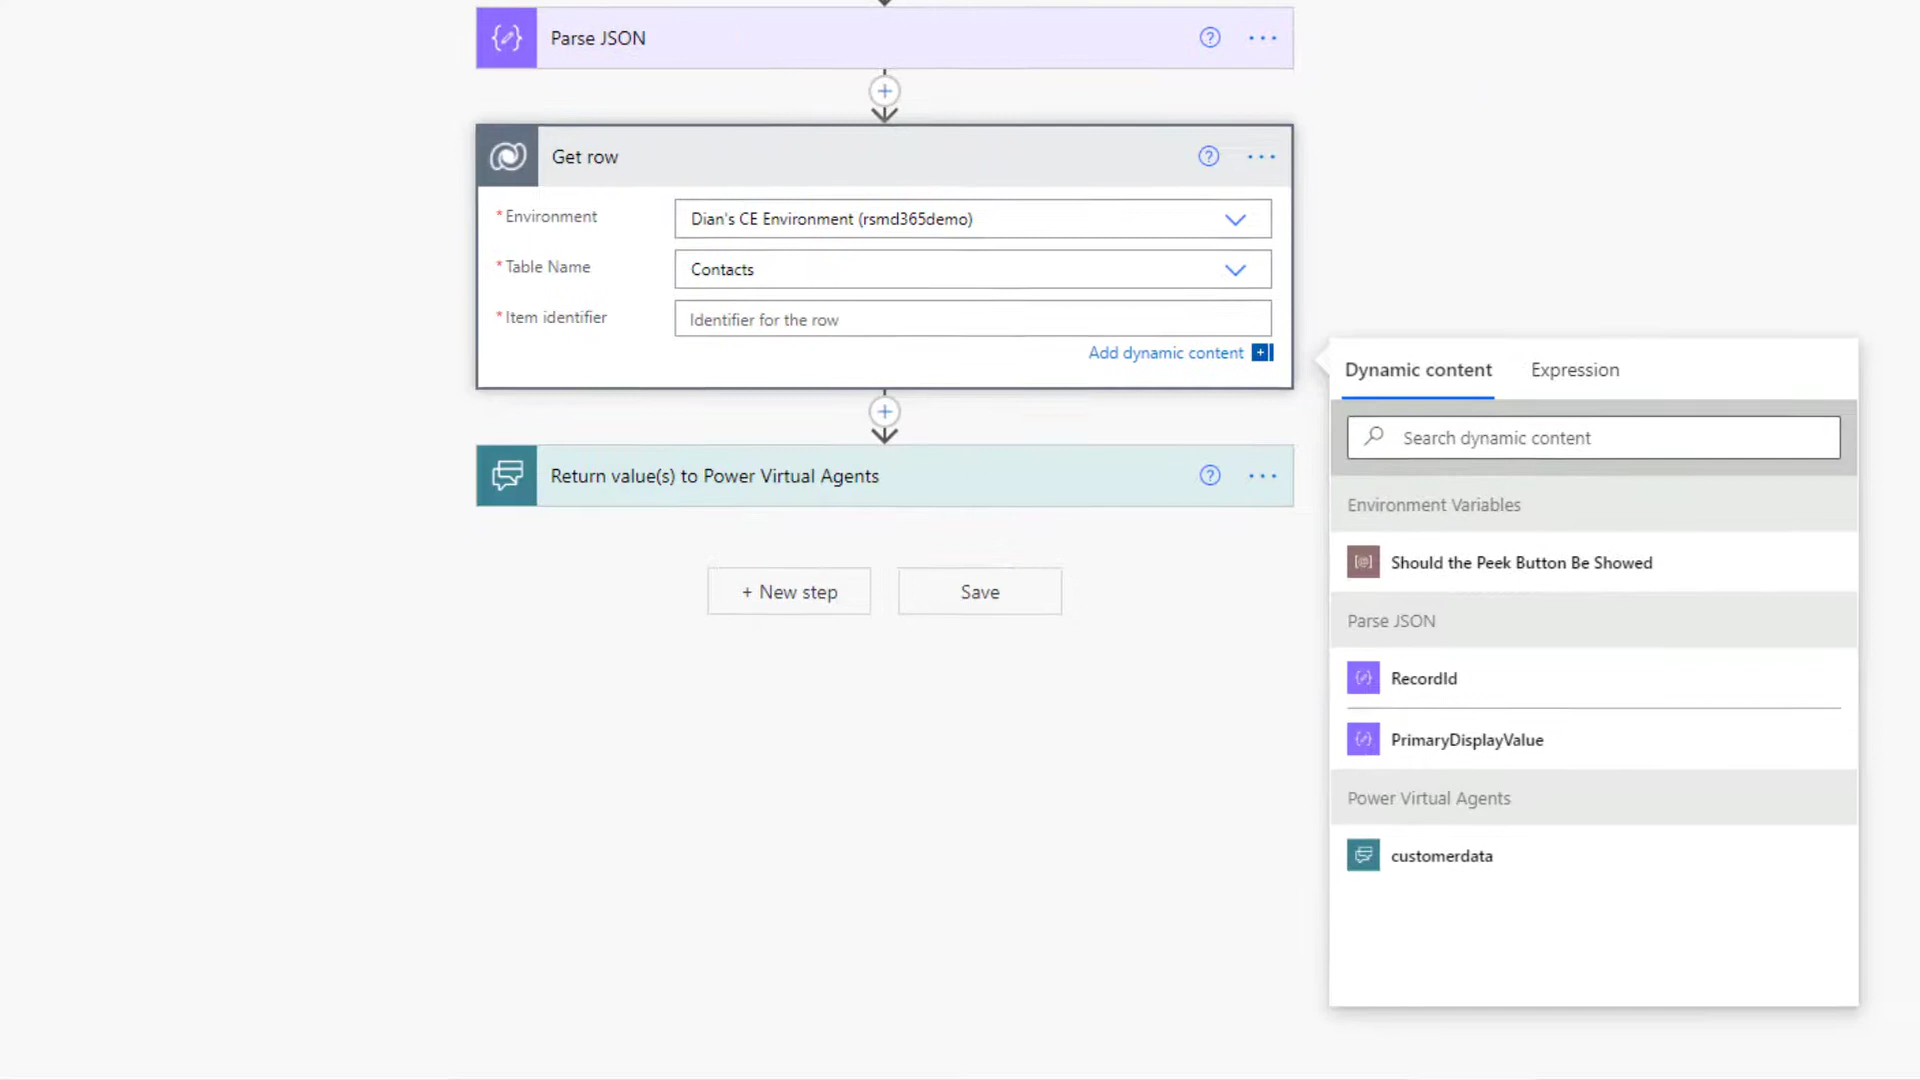 Parse JSON
Get row
* Environment
Dian's CE Environment (rsmd365demo)
* Table Name
Contacts
* Item identifier
Identifier for the row
Add dynamic content
Return value(s) to Power Virtual Agents
+ New step
Save
Dynamic content
Expression
Search dynamic content
Environment Variables
Should the Peek Button Be Showed
Parse JSON
RecordId
PrimaryDisplayValue
Power Virtual Agents
customerdata